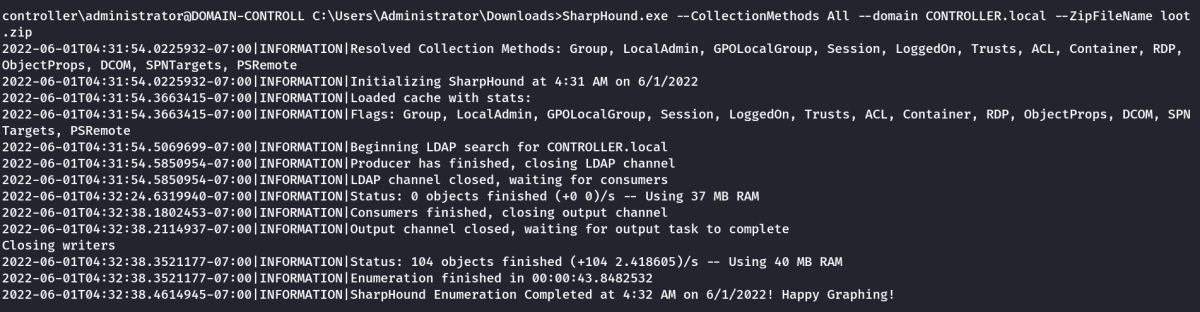 controller\administrator@DOMAIN-CONTROLL C:\Users\Administrator\Downloads>SharpHound.exe --CollectionMethods All --domain CONTROLLER.local --ZipFileName loot
.zip
2022-06-01T04:31:54.0225932-07:00|INFORMATION|Resolved Collection Methods: Group, LocalAdmin, GPOLocalGroup, Session, LoggedOn, Trusts, ACL, Container, RDP,
ObjectProps, DCOM, SPNTargets, PSRemote
2022-06-01T04:31:54.0225932-07:00|INFORMATION|Initializing SharpHound at 4:31 AM on 6/1/2022
2022-06-01T04:31:54.3663415-07:00|INFORMATION|Loaded cache with stats:
2022-06-01T04:31:54.3663415-07:00|INFORMATION|Flags: Group, LocalAdmin, GPOLocalGroup, Session, LoggedOn, Trusts, ACL, Container, RDP, ObjectProps, DCOM, SPN
Targets, PSRemote
2022-06-01T04:31:54.5069699-07:00|INFORMATION|Beginning LDAP search for CONTROLLER.local
2022-06-01T04:31:54.5850954-07:00|INFORMATION|Producer has finished, closing LDAP channel
2022-06-01T04:31:54.5850954-07:00|INFORMATION|LDAP channel closed, waiting for consumers
2022-06-01T04:32:24.6319940-07:00|INFORMATION|Status: 0 objects finished (+0 0)/s -- Using 37 MB RAM
2022-06-01T04:32:38.1802453-07:00|INFORMATION|Consumers finished, closing output channel
2022-06-01T04:32:38.2114937-07:00|INFORMATION|Output channel closed, waiting for output task to complete
Closing writers
2022-06-01T04:32:38.3521177-07:00|INFORMATION|Status: 104 objects finished (+104 2.418605)/s -- Using 40 MB RAM
2022-06-01T04:32:38.3521177-07:00|INFORMATION|Enumeration finished in 00:00:43.8482532
2022-06-01T04:32:38.4614945-07:00|INFORMATION|SharpHound Enumeration Completed at 4:32 AM on 6/1/2022! Happy Graphing!